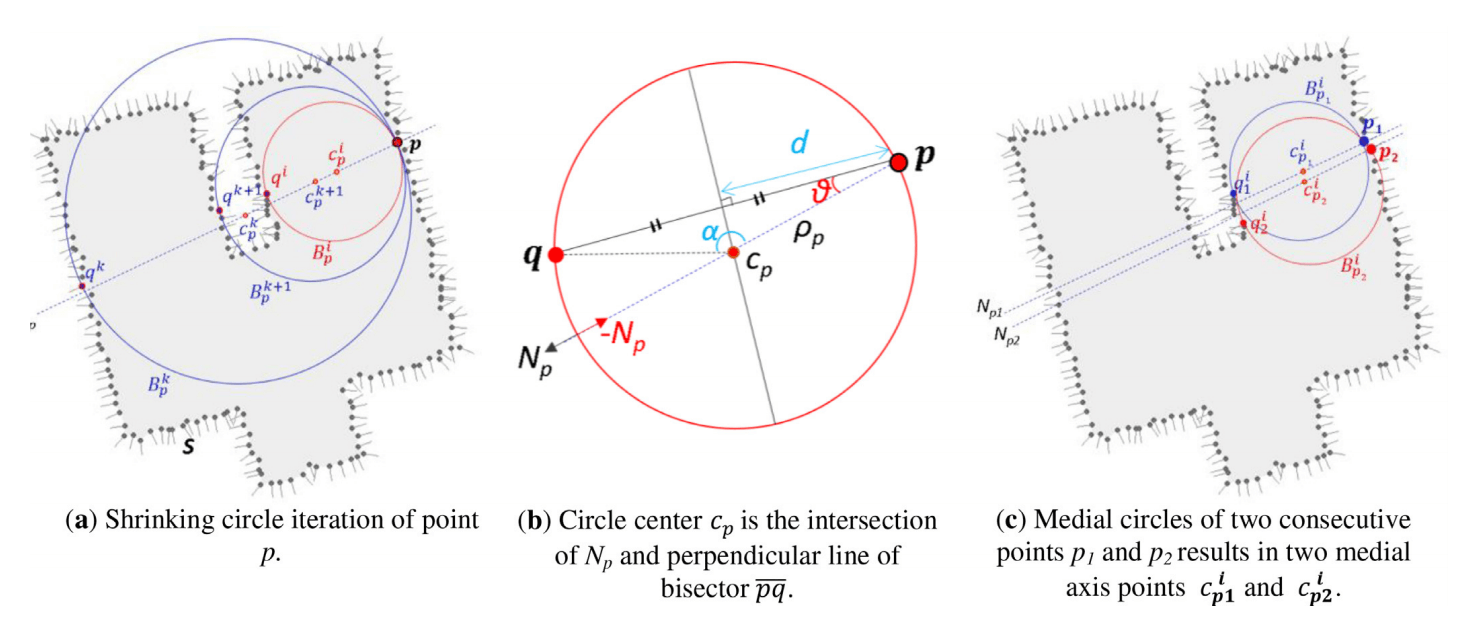 p
c_p^i
q^i
q^{k+1}
c_p^{k+1}
c_p^k
B_p^i
q^k
B_p^{k+1}
B_p^k
p
S
(a) Shrinking circle iteration of point
p.
d
p
ϑ
ρ_p
α
q
c_p
-N_p
N_p
(b) Circle center c_p is the intersection
of N_p and perpendicular line of
bisector \overline{pq}.
B_{p_1}^i
p_1
p_2
c_{p_1}^i
q_1^i
c_{p_2}^i
q_2^i
B_{p_2}^i
N_{p1}
N_{p2}
(c) Medial circles of two consecutive
points p_1 and p_2 results in two medial
axis points c_{p1}^i and c_{p2}^i.